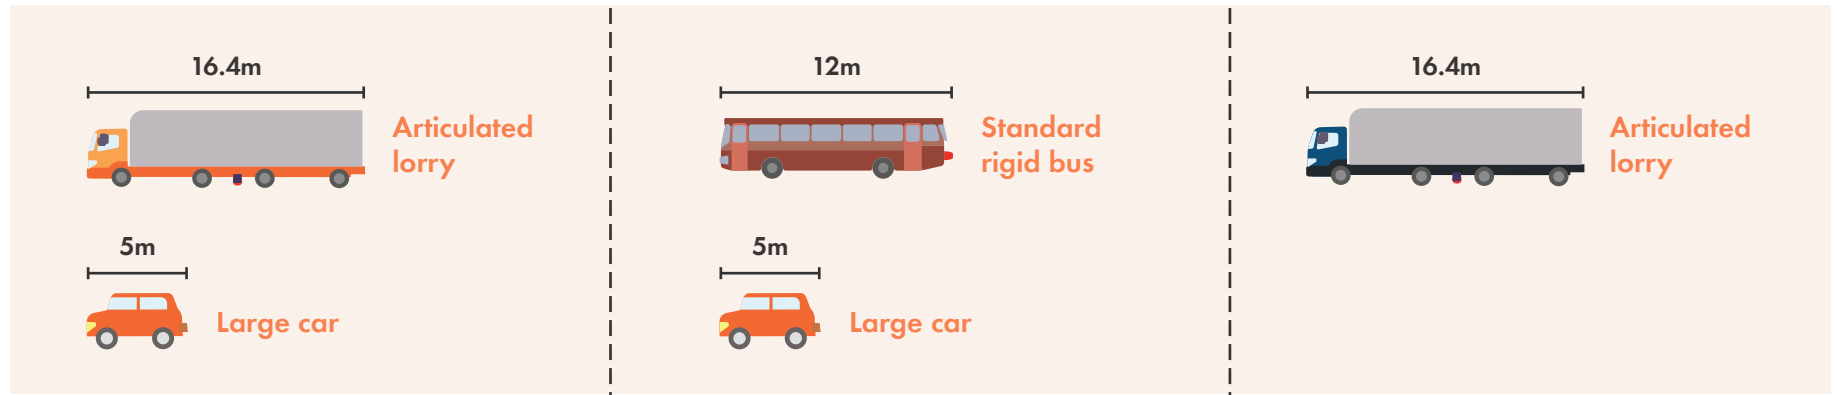 16.4m
Articulated
lorry
5m
Large car
12m
Standard
rigid bus
5m
Large car
16.4m
Articulated
lorry